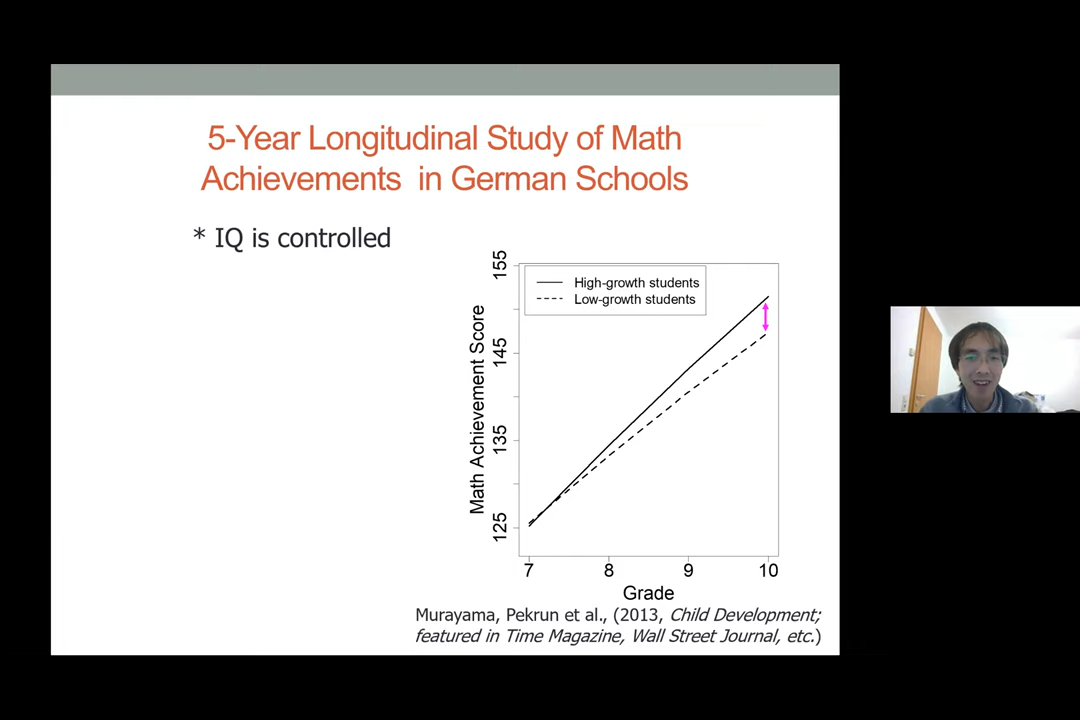 5-Year Longitudinal Study of Math
Achievements in German Schools
* IQ is controlled
155
145
135
125
Math Achievement Score
High-growth students
Low-growth students
7 8 9 10
Grade
Murayama, Pekrun et al., (2013, Child Development;
featured in Time Magazine, Wall Street Journal, etc.)